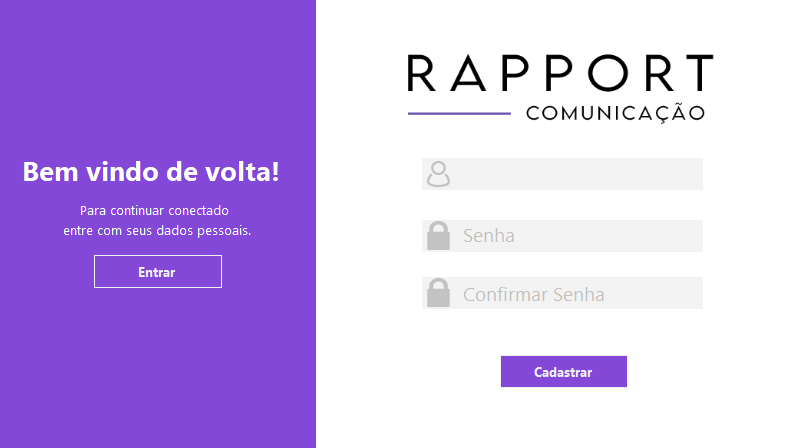 Bem vindo de volta!
Para continuar conectado
entre com seus dados pessoais.
Entrar
RAPPORT
COMUNICAÇÃO
Senha
Confirmar Senha
Cadastrar